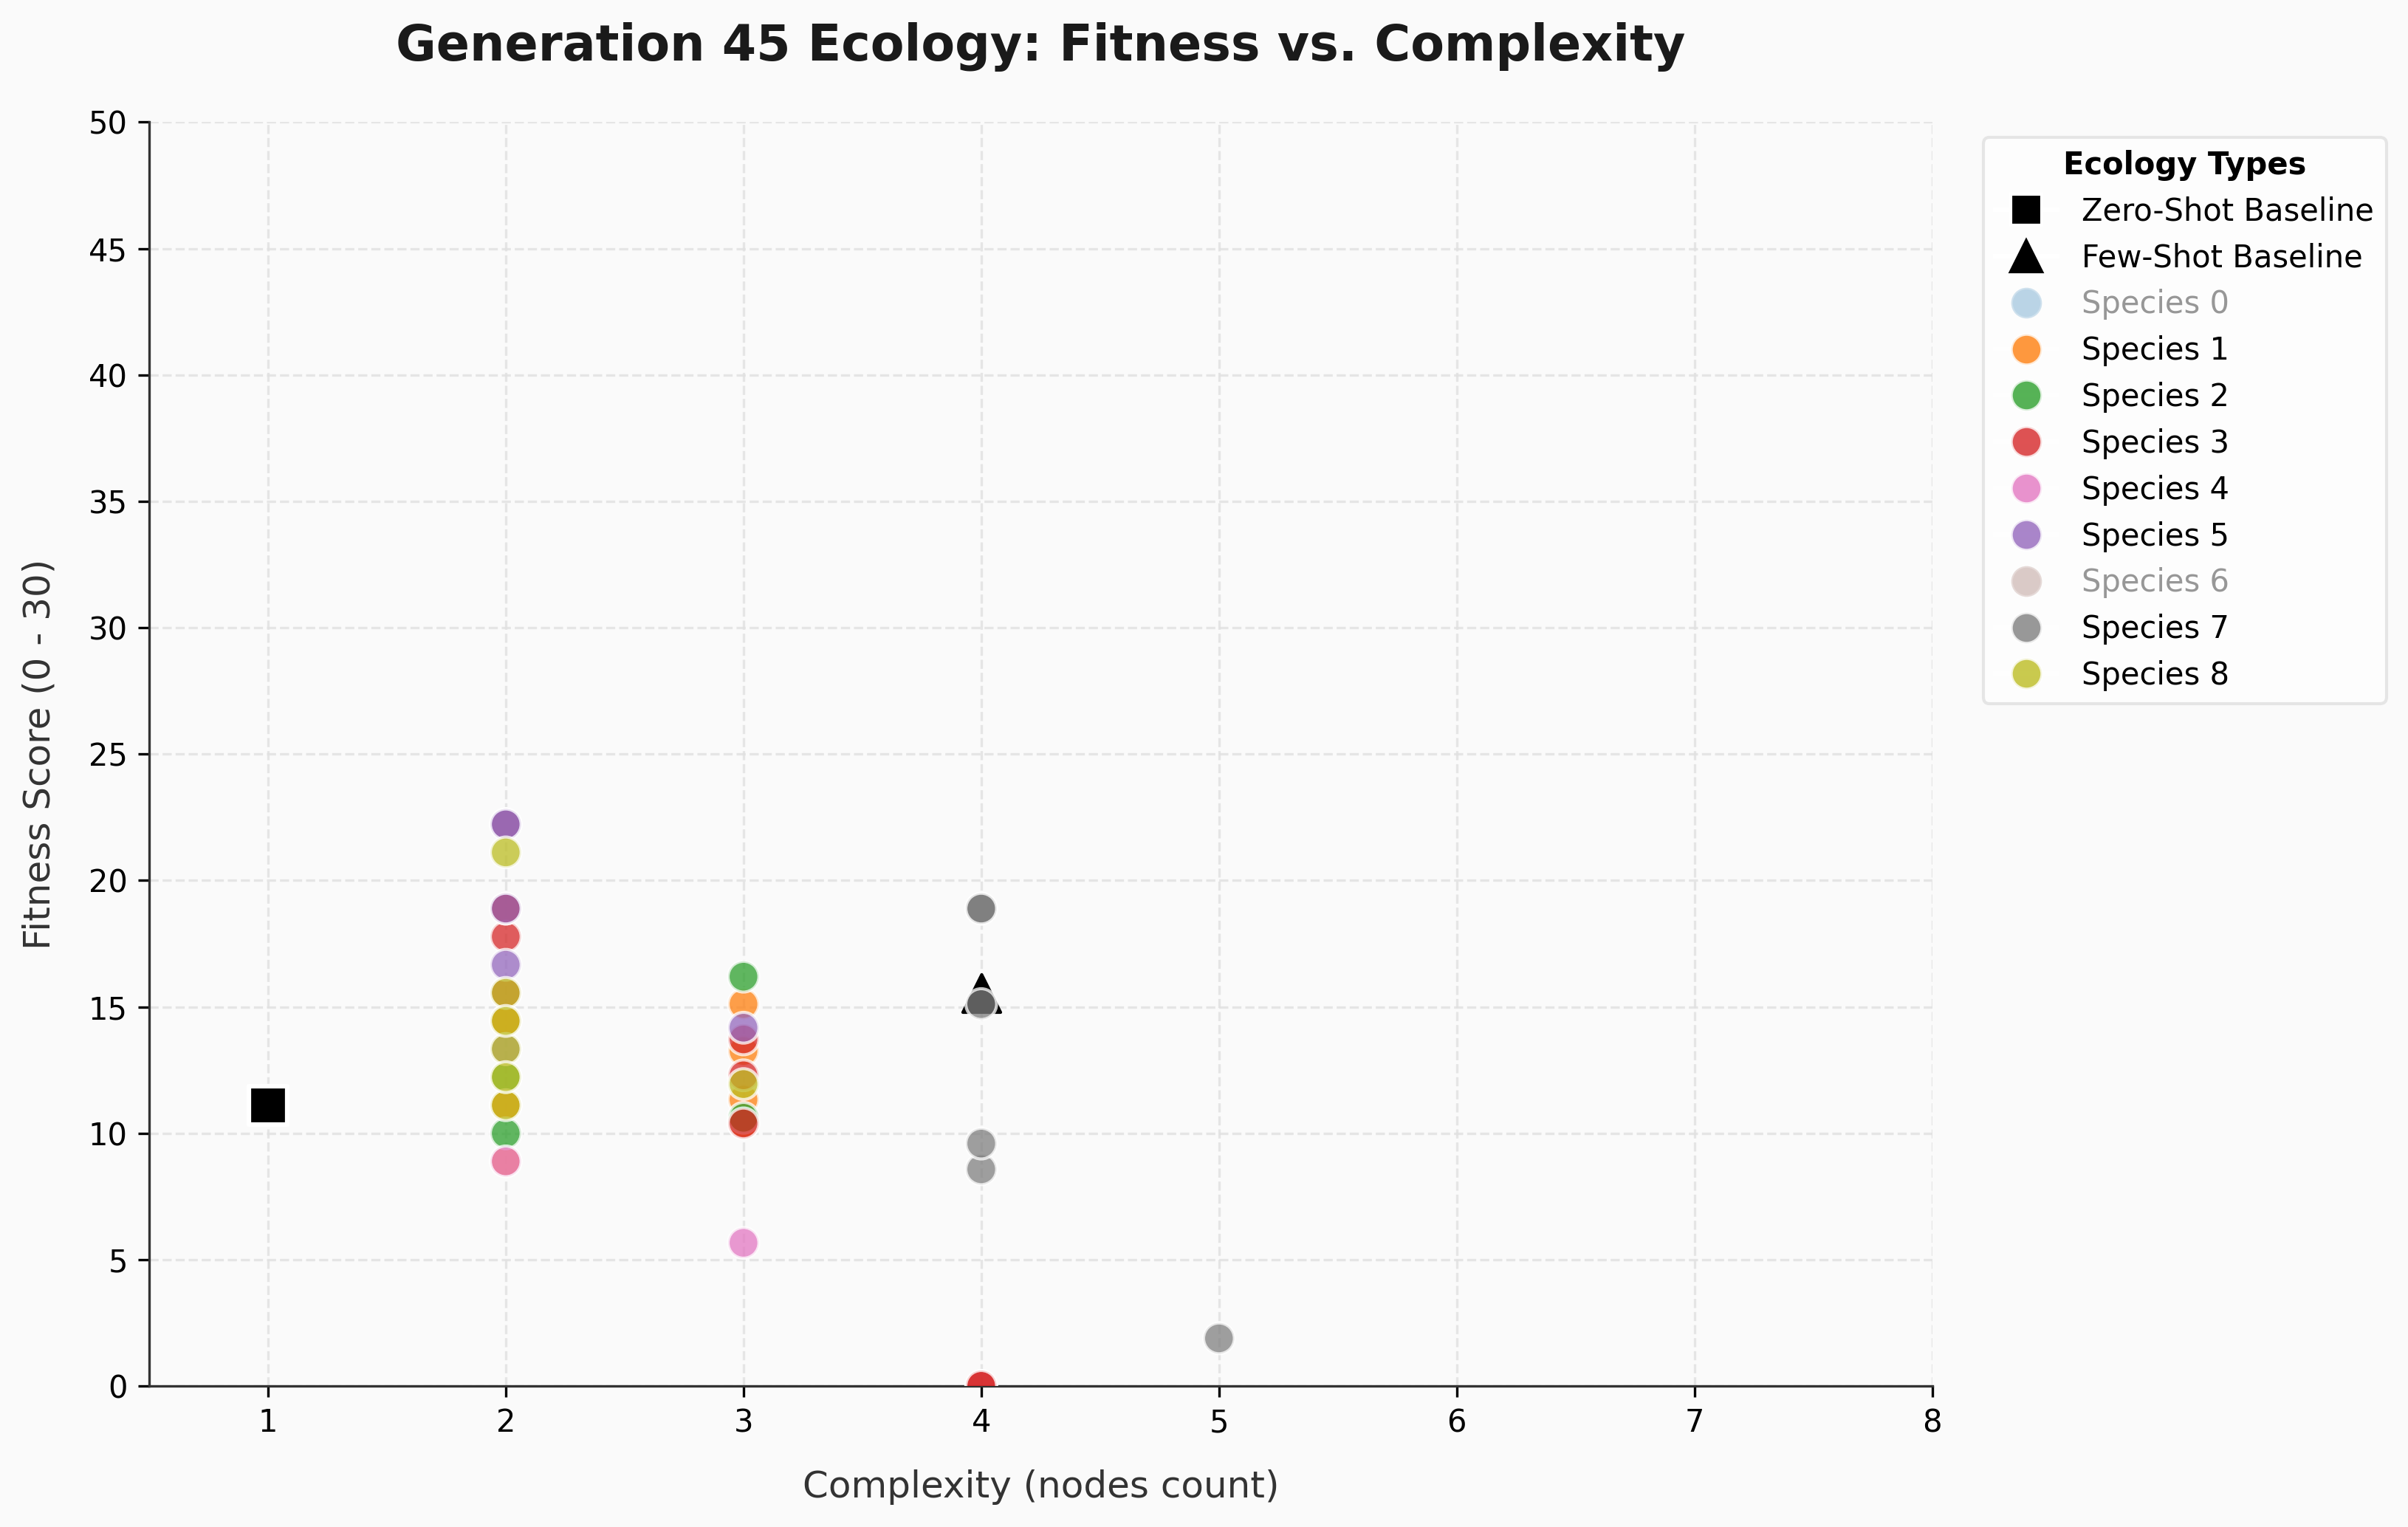 Generation 45 Ecology: Fitness vs. Complexity
50
45
40
35
30
25
20
15
10
5
0
Fitness Score (0 - 30)
1 2 3 4 5 6 7 8
Complexity (nodes count)
Ecology Types
Zero-Shot Baseline
Few-Shot Baseline
Species 0
Species 1
Species 2
Species 3
Species 4
Species 5
Species 6
Species 7
Species 8